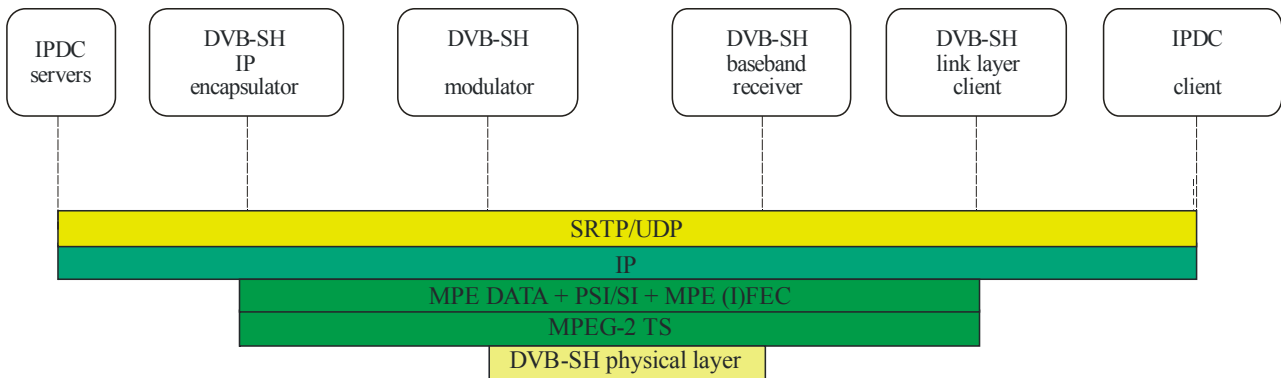 IPDC
servers
DVB-SH
IP
encapsulator
DVB-SH
modulator
DVB-SH
baseband
receiver
DVB-SH
link layer
client
IPDC
client
SRTP/UDP
IP
MPE DATA + PSI/SI + MPE (I)FEC
MPEG-2 TS
DVB-SH physical layer